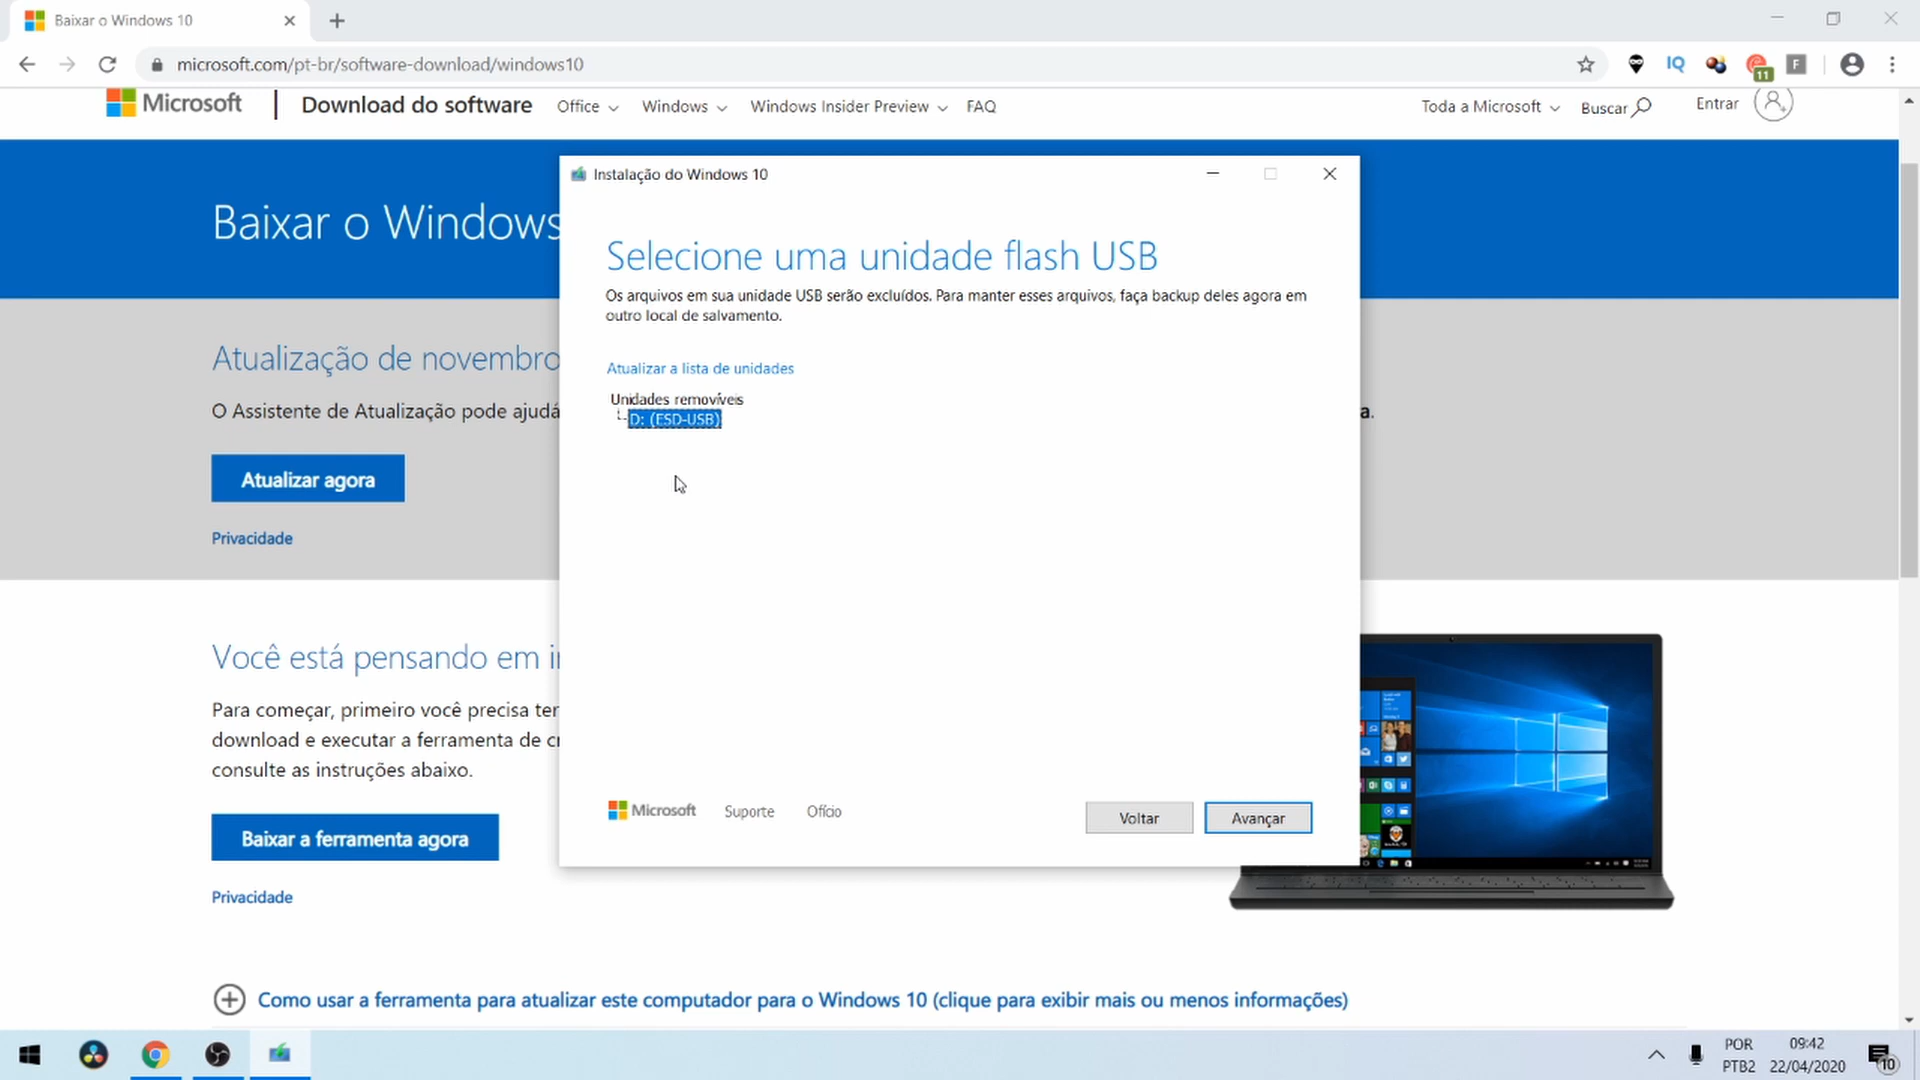 Baixar o Windows 10
microsoft.com/pt-br/software-download/windows10
IQ
11
F
Microsoft
Download do software
Office
Windows
Windows Insider Preview
FAQ
Toda a Microsoft
Buscar
Entrar
Baixar o Windows
Instalação do Windows 10
Selecione uma unidade flash USB
Os arquivos em sua unidade USB serão excluídos. Para manter esses arquivos, faça backup deles agora em
outro local de salvamento.
Atualizar a lista de unidades
Unidades removíveis
D: (ESD-USB)
Microsoft
Suporte
Ofício
Voltar
Avançar
Atualização de novembro
O Assistente de Atualização pode ajudá
a.
Atualizar agora
Privacidade
Você está pensando em i
Para começar, primeiro você precisa ter
download e executar a ferramenta de c
consulte as instruções abaixo.
Baixar a ferramenta agora
Privacidade
Como usar a ferramenta para atualizar este computador para o Windows 10 (clique para exibir mais ou menos informações)
POR
PTB2
09:42
22/04/2020
10